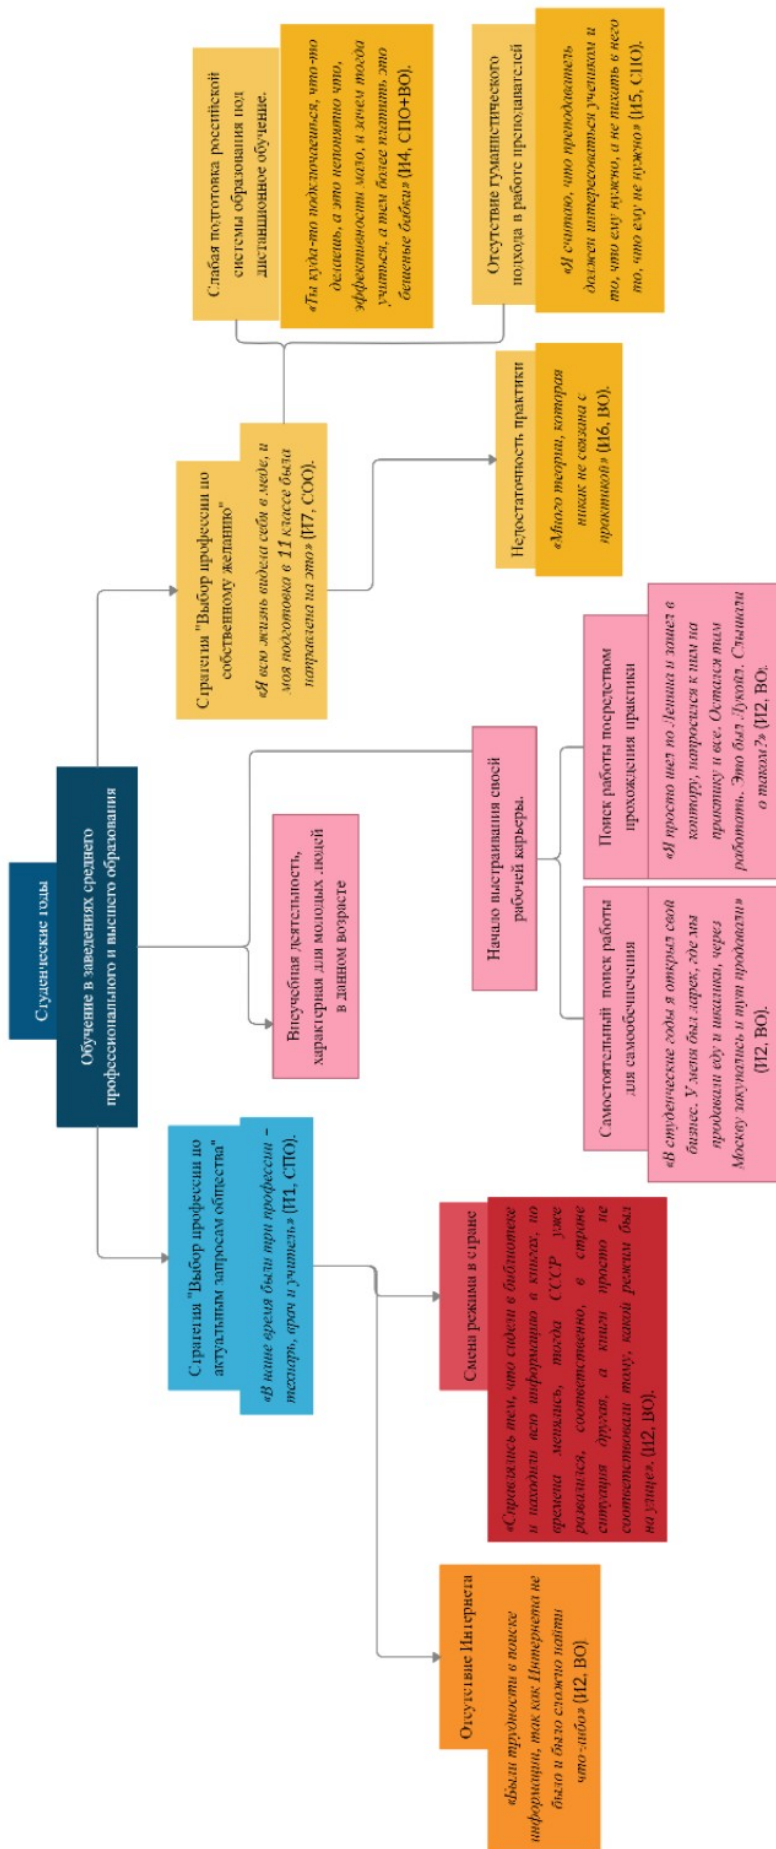 Студенческие годы
Обучение в заведениях среднего
профессионального и высшего образования
Стратегия "Выбор профессии по
актуальным запросам общества"
«В наше время были три профессии –
технарь, врач и учитель» (И1, СПО).
Отсутствие Интернета
«Были трудности в поиске
информации, так как Интернета не
было и было сложно найти
что-либо» (И2, ВО)
Смена режима в стране
«Справлялись тем, что сидели в библиотеке
и находили всю информацию в книгах, но
времена менялись, тогда СССР уже
развалился, соответственно, в стране
ситуация другая, а книги просто не
соответствовали тому, какой режим был
на улице». (И2, ВО).
Внеучебная деятельность,
характерная для молодых людей
в данном возрасте
Начало выстраивания своей
рабочей карьеры.
Самостоятельный поиск работы
для самообеспечения
«В студенческие годы я открыл свой
бизнес. У меня был ларек, где мы
продавали еду и шкалики, через
Москву закупались и тут продавали»
(И2, ВО).
Поиск работы посредством
прохождения практики
«Я просто шел по Ленина и зашел в
контору, напросился к ним на
практику и все. Остался там
работать. Это был Лукойл. Слышали
о таком?» (И2, ВО).
Стратегия "Выбор профессии по
собственному желанию"
«Я всю жизнь видела себя в меде, и
моя подготовка в 11 классе была
направлена на это» (И7, СОО).
Недостаточность практики
«Много теории, которая
никак не связана с
практикой» (И6, ВО).
Слабая подготовка российской
системы образования под
дистанционное обучение.
«Ты куда-то подключаешься, что-то
делаешь, а это непонятно что,
эффективности мало, и зачем тогда
учиться, а тем более платить это
бешеные бабки» (И4, СПО+ВО).
Отсутствие гуманистического
подхода в работе преподавателей
«Я считаю, что преподаватель
должен интересоваться учеником и
то, что ему нужно, а не пихать в него
то, что ему не нужно» (И5, СПО).